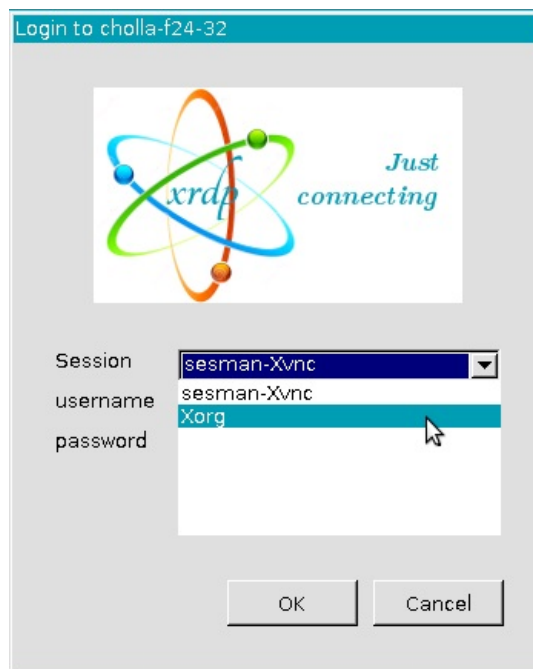 Login to cholla-f24-32
xrdp
Just
connecting
Session
sesman-Xvnc
sesman-Xvnc
Xorg
username
password
OK
Cancel